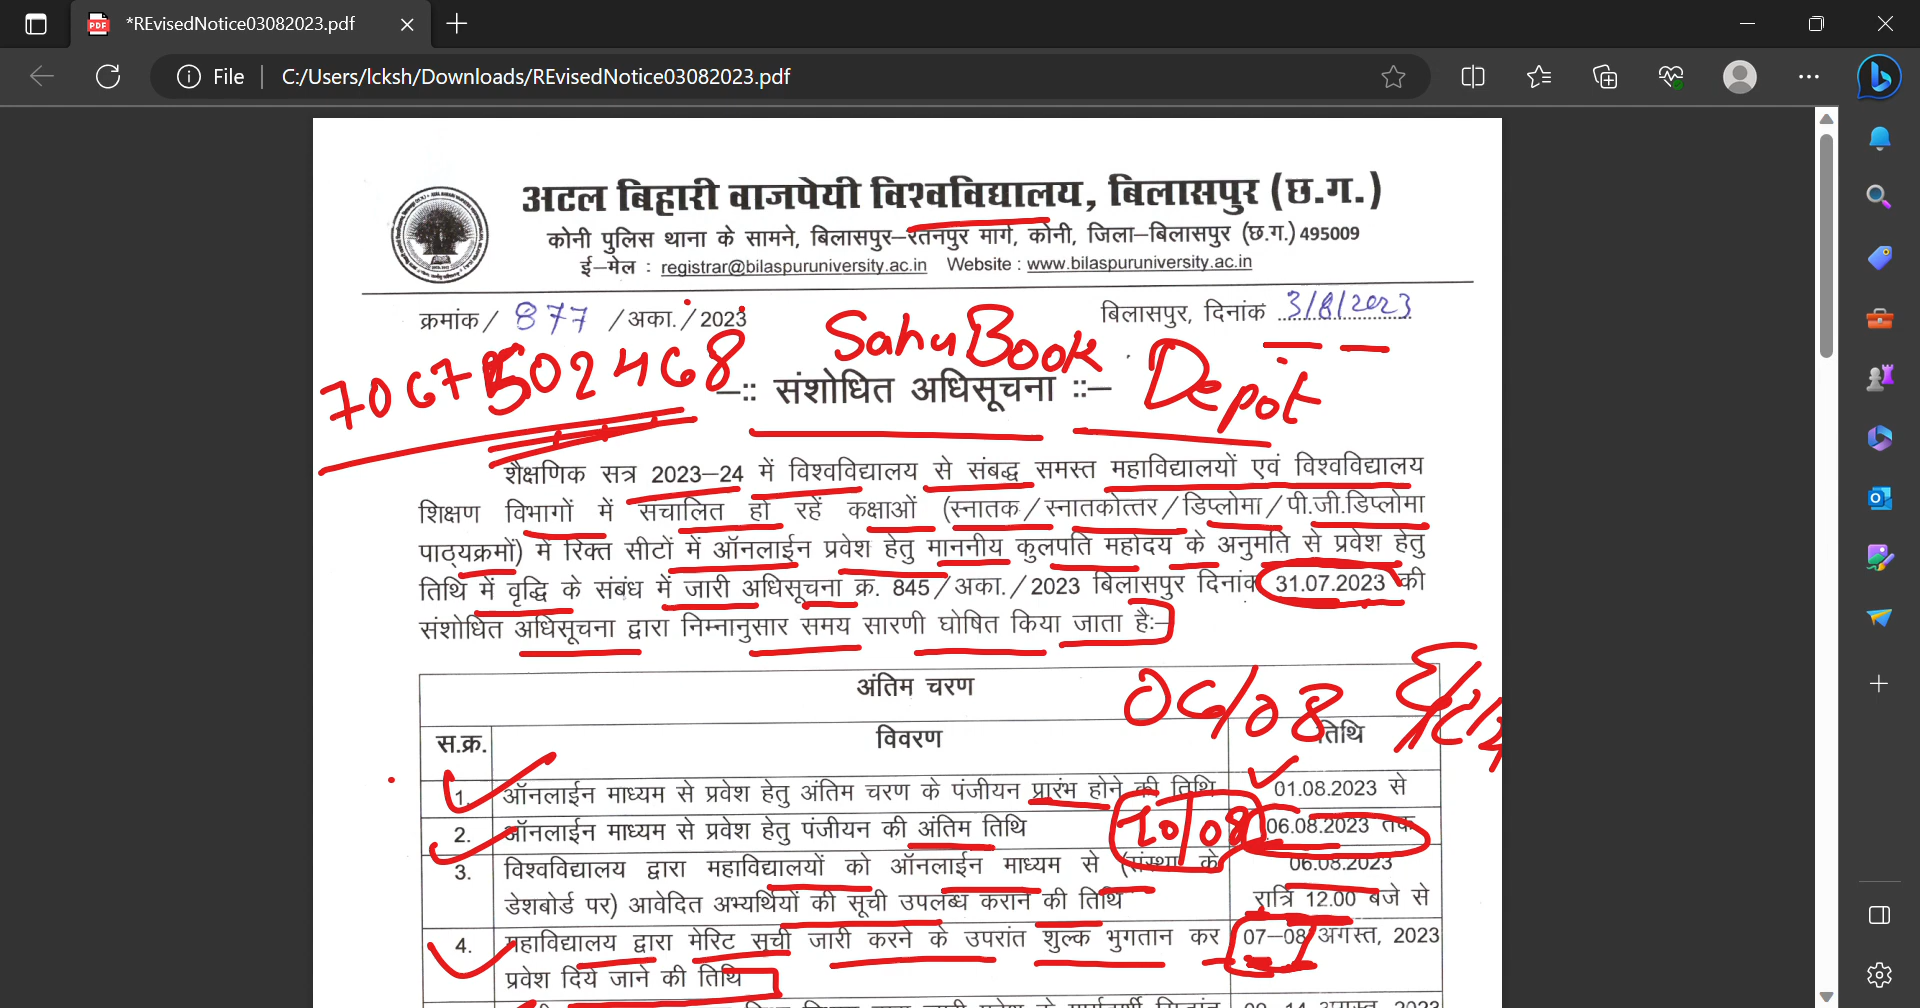 *REvisedNotice03082023.pdf
File C:/Users/lcksh/Downloads/REvisedNotice03082023.pdf
अटल बिहारी वाजपेयी विश्वविद्यालय, बिलासपुर (छ.ग.)
कोनी पुलिस थाना के सामने, बिलासपुर–रतनपुर मार्ग, कोनी, जिला–बिलासपुर (छ.ग.) 495009
ई–मेल : registrar@bilaspuruniversity.ac.in Website : www.bilaspuruniversity.ac.in
क्रमांक / 877 / अका. / 2023 बिलासपुर, दिनांक 3/8/2023
7067502468 Sahu Book Depot
–:: संशोधित अधिसूचना ::–
शैक्षणिक सत्र 2023–24 में विश्वविद्यालय से संबद्ध समस्त महाविद्यालयों एवं विश्वविद्यालय
शिक्षण विभागों में संचालित हो रहें कक्षाओं (स्नातक / स्नातकोत्तर / डिप्लोमा / पी.जी.डिप्लोमा
पाठ्यक्रमों) में रिक्त सीटों में ऑनलाईन प्रवेश हेतु माननीय कुलपति महोदय के अनुमति से प्रवेश हेतु
तिथि में वृद्धि के संबंध में जारी अधिसूचना क्र. 845 / अका. / 2023 बिलासपुर दिनांक 31.07.2023 की
संशोधित अधिसूचना द्वारा निम्नानुसार समय सारणी घोषित किया जाता है:–
अंतिम चरण
06/08
स.क्र. विवरण तिथि
1. ऑनलाईन माध्यम से प्रवेश हेतु अंतिम चरण के पंजीयन प्रारंभ होने की तिथि 01.08.2023 से
2. ऑनलाईन माध्यम से प्रवेश हेतु पंजीयन की अंतिम तिथि 10/08 06.08.2023 तक
3. विश्वविद्यालय द्वारा महाविद्यालयों को ऑनलाईन माध्यम से (संस्था के 06.08.2023
डेशबोर्ड पर) आवेदित अभ्यर्थियों की सूची उपलब्ध कराने की तिथि रात्रि 12.00 बजे से
4. महाविद्यालय द्वारा मेरिट सूची जारी करने के उपरांत शुल्क भुगतान कर 07–08 अगस्त, 2023
प्रवेश दिये जाने की तिथि